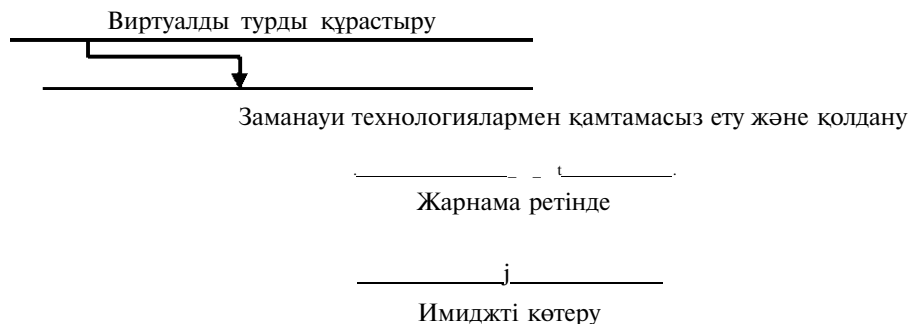 Виртуалды турды құрастыру
Заманауи технологиялармен қамтамасыз ету және қолдану
t
Жарнама ретінде
j
Имиджті көтеру